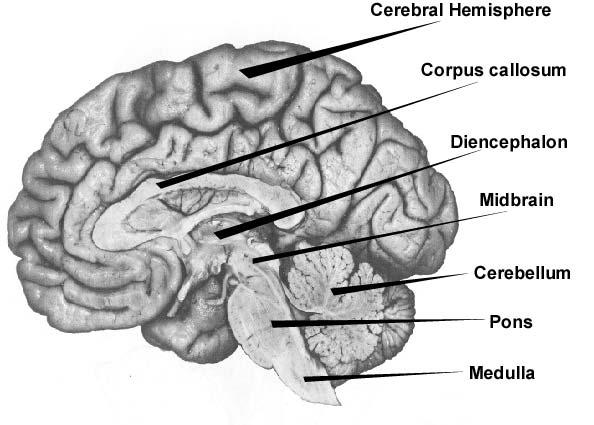 Cerebral Hemisphere
Corpus callosum
Diencephalon
Midbrain
Cerebellum
Pons
Medulla